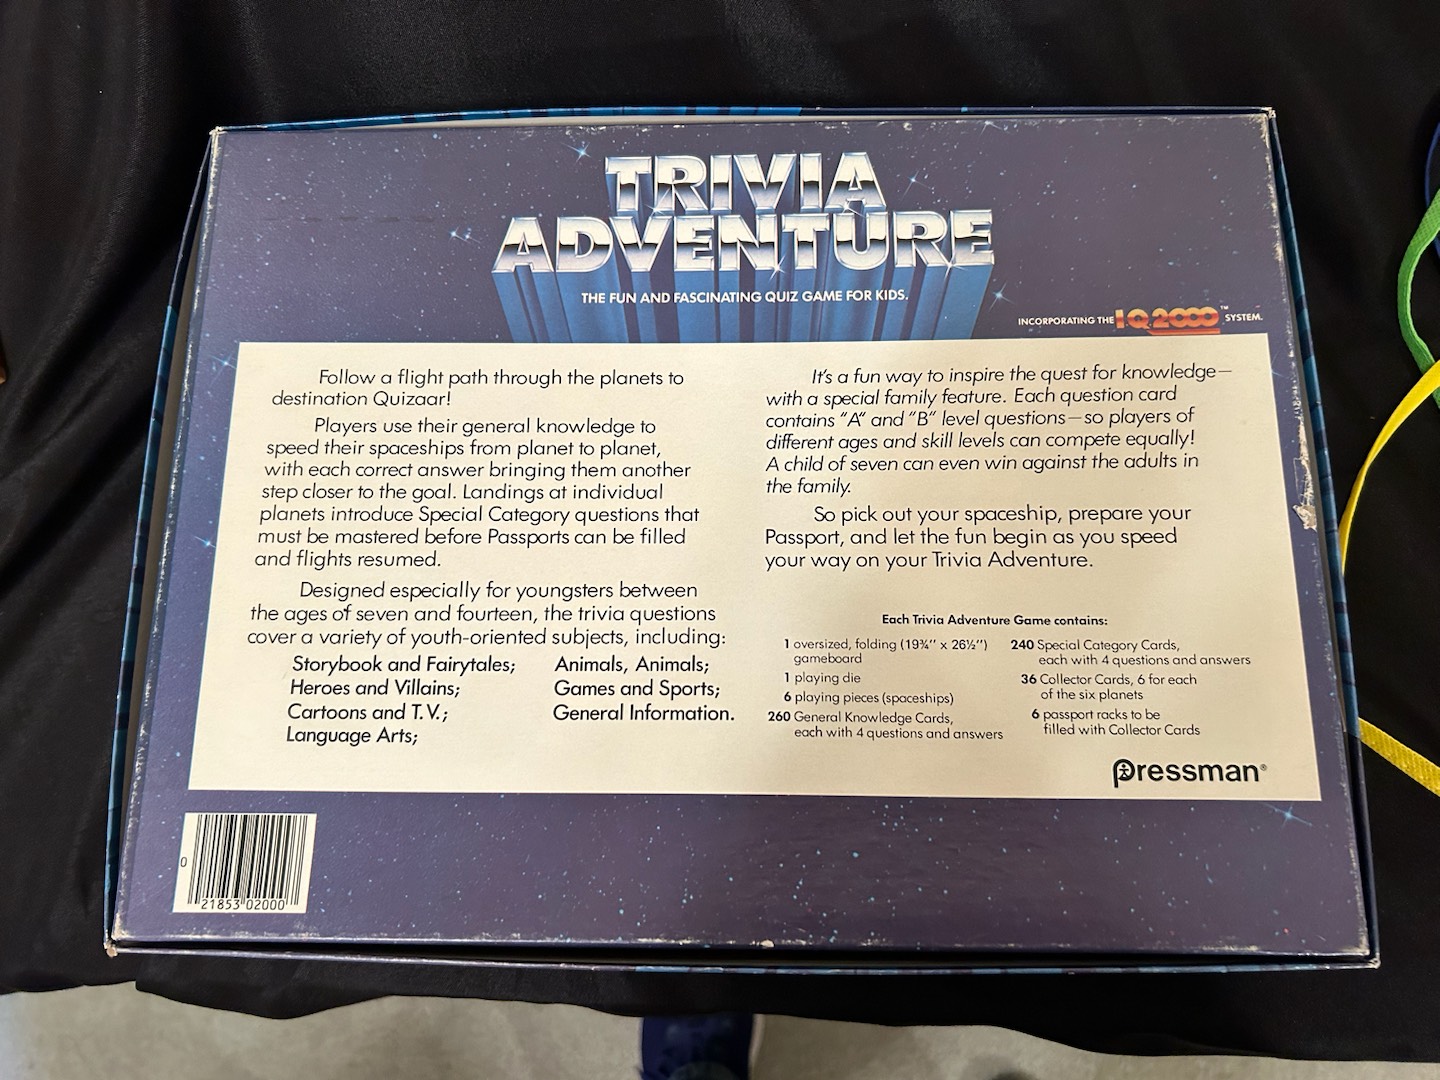 TRIVIA
ADVENTURE
THE FUN AND FASCINATING QUIZ GAME FOR KIDS.
INCORPORATING THE I·Q 2000™ SYSTEM.
Follow a flight path through the planets to
destination Quizaar!
Players use their general knowledge to
speed their spaceships from planet to planet,
with each correct answer bringing them another
step closer to the goal. Landings at individual
planets introduce Special Category questions that
must be mastered before Passports can be filled
and flights resumed.
Designed especially for youngsters between
the ages of seven and fourteen, the trivia questions
cover a variety of youth-oriented subjects, including:
Storybook and Fairytales;
Heroes and Villains;
Cartoons and T.V.;
Language Arts;
Animals, Animals;
Games and Sports;
General Information.
It's a fun way to inspire the quest for knowledge—
with a special family feature. Each question card
contains "A" and "B" level questions—so players of
different ages and skill levels can compete equally!
A child of seven can even win against the adults in
the family.
So pick out your spaceship, prepare your
Passport, and let the fun begin as you speed
your way on your Trivia Adventure.
Each Trivia Adventure Game contains:
1 oversized, folding (19¾" x 26½")
gameboard
1 playing die
6 playing pieces (spaceships)
260 General Knowledge Cards,
each with 4 questions and answers
240 Special Category Cards,
each with 4 questions and answers
36 Collector Cards, 6 for each
of the six planets
6 passport racks to be
filled with Collector Cards
pressman®
0 21853 02000